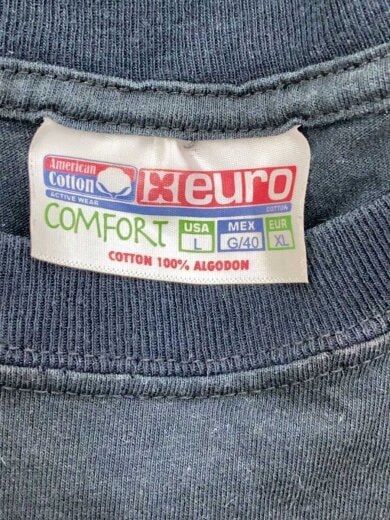 American
Cotton
ACTIVE WEAR
euro
COTTON
COMFORT
USA
L
MEX
G/40
EUR
XL
COTTON 100% ALGODON